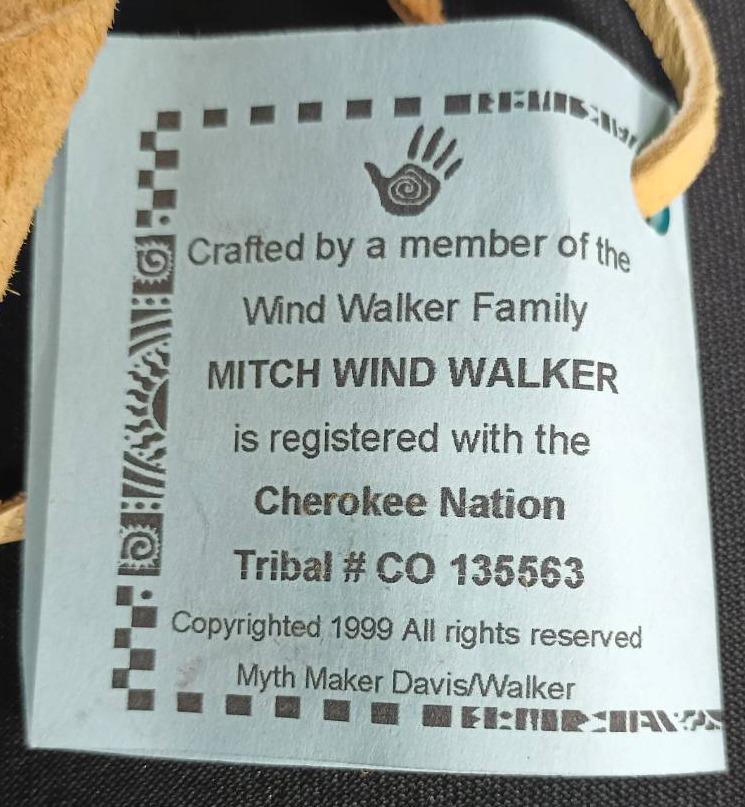 Crafted by a member of the
Wind Walker Family
MITCH WIND WALKER
is registered with the
Cherokee Nation
Tribal # CO 135563
Copyrighted 1999 All rights reserved
Myth Maker Davis/Walker